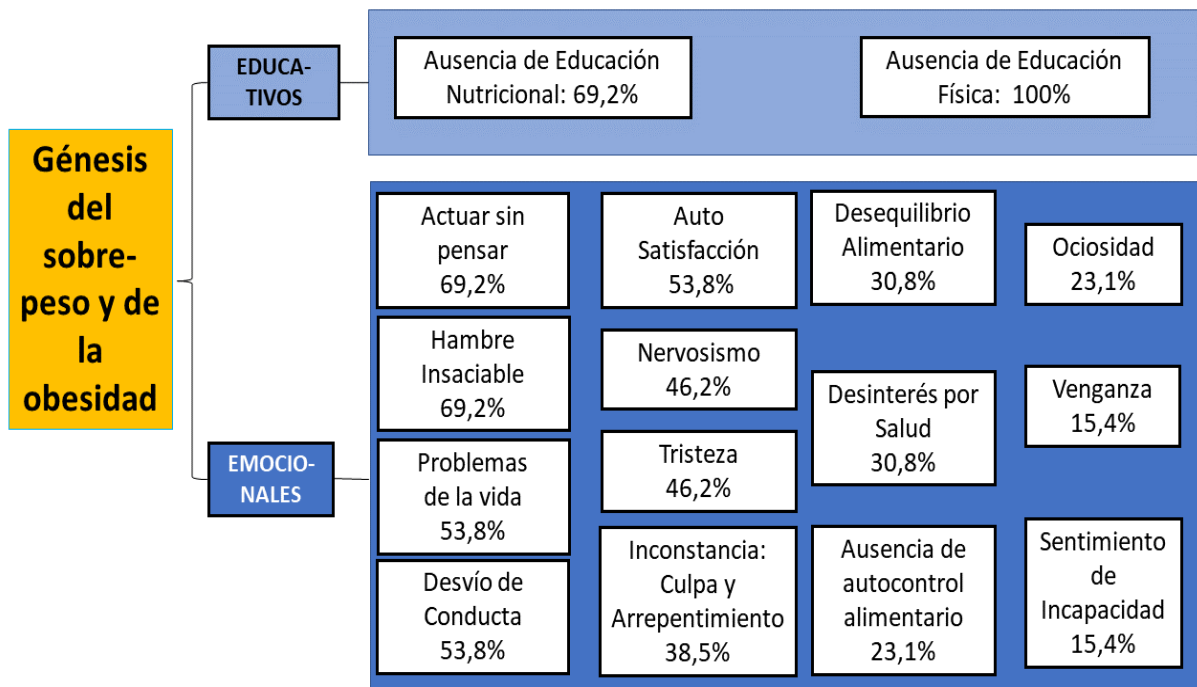 Génesis
del
sobre-
peso y de
la
obesidad
EDUCA-
TIVOS
Ausencia de Educación
Nutricional: 69,2%
Ausencia de Educación
Física: 100%
EMOCIO-
NALES
Actuar sin
pensar
69,2%
Hambre
Insaciable
69,2%
Problemas
de la vida
53,8%
Desvío de
Conducta
53,8%
Auto
Satisfacción
53,8%
Nervosismo
46,2%
Tristeza
46,2%
Inconstancia:
Culpa y
Arrepentimiento
38,5%
Desequilibrio
Alimentario
30,8%
Desinterés por
Salud
30,8%
Ausencia de
autocontrol
alimentario
23,1%
Ociosidad
23,1%
Venganza
15,4%
Sentimiento
de
Incapacidad
15,4%